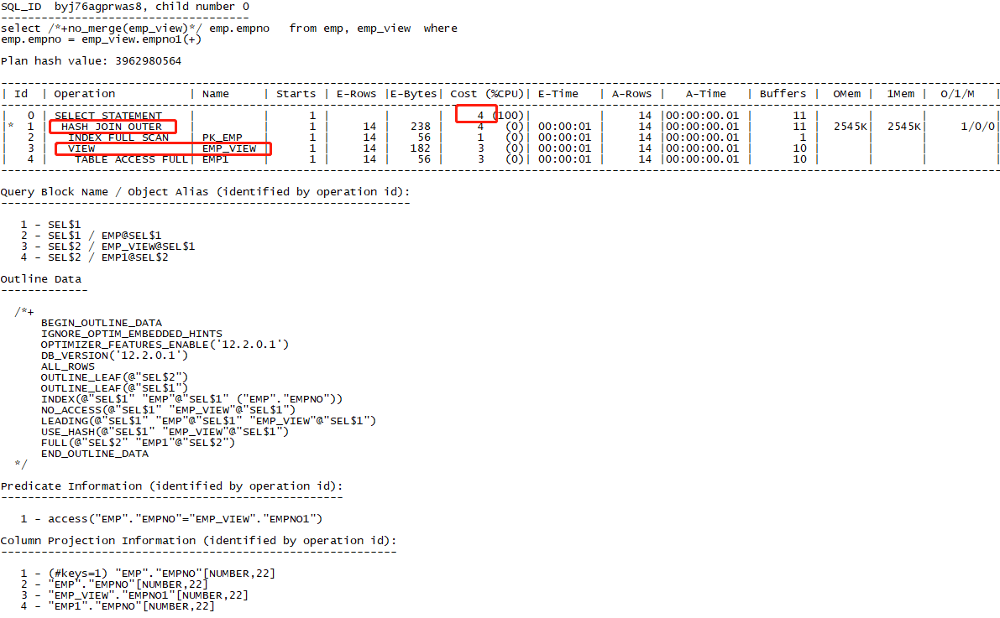 SQL_ID  byj76agprwas8, child number 0
-------------------------------------
select /*+no_merge(emp_view)*/ emp.empno   from emp, emp_view  where
emp.empno = emp_view.empno1(+)
Plan hash value: 3962980564
-----------------------------------------------------------------------------------------------------------------------------------------------------
| Id  | Operation           | Name     | Starts | E-Rows |E-Bytes| Cost (%CPU)| E-Time   | A-Rows |   A-Time   | Buffers |  OMem |  1Mem |  O/1/M   |
-----------------------------------------------------------------------------------------------------------------------------------------------------
|   0 | SELECT STATEMENT    |          |      1 |        |       |     4 (100)|          |     14 |00:00:00.01 |      11 |       |       |          |
|*  1 |  HASH JOIN OUTER    |          |      1 |     14 |   238 |     4   (0)| 00:00:01 |     14 |00:00:00.01 |      11 |  2545K|  2545K|     1/0/0|
|   2 |   INDEX FULL SCAN   | PK_EMP   |      1 |     14 |    56 |     1   (0)| 00:00:01 |     14 |00:00:00.01 |       1 |       |       |          |
|   3 |   VIEW              | EMP_VIEW |      1 |     14 |   182 |     3   (0)| 00:00:01 |     14 |00:00:00.01 |      10 |       |       |          |
|   4 |    TABLE ACCESS FULL| EMP1     |      1 |     14 |    56 |     3   (0)| 00:00:01 |     14 |00:00:00.01 |      10 |       |       |          |
-----------------------------------------------------------------------------------------------------------------------------------------------------
Query Block Name / Object Alias (identified by operation id):
-------------------------------------------------------------
   1 - SEL$1
   2 - SEL$1 / EMP@SEL$1
   3 - SEL$2 / EMP_VIEW@SEL$1
   4 - SEL$2 / EMP1@SEL$2
Outline Data
-------------
  /*+
      BEGIN_OUTLINE_DATA
      IGNORE_OPTIM_EMBEDDED_HINTS
      OPTIMIZER_FEATURES_ENABLE('12.2.0.1')
      DB_VERSION('12.2.0.1')
      ALL_ROWS
      OUTLINE_LEAF(@"SEL$2")
      OUTLINE_LEAF(@"SEL$1")
      INDEX(@"SEL$1" "EMP"@"SEL$1" ("EMP"."EMPNO"))
      NO_ACCESS(@"SEL$1" "EMP_VIEW"@"SEL$1")
      LEADING(@"SEL$1" "EMP"@"SEL$1" "EMP_VIEW"@"SEL$1")
      USE_HASH(@"SEL$1" "EMP_VIEW"@"SEL$1")
      FULL(@"SEL$2" "EMP1"@"SEL$2")
      END_OUTLINE_DATA
  */
Predicate Information (identified by operation id):
---------------------------------------------------
   1 - access("EMP"."EMPNO"="EMP_VIEW"."EMPNO1")
Column Projection Information (identified by operation id):
-----------------------------------------------------------
   1 - (#keys=1) "EMP"."EMPNO"[NUMBER,22]
   2 - "EMP"."EMPNO"[NUMBER,22]
   3 - "EMP_VIEW"."EMPNO1"[NUMBER,22]
   4 - "EMP1"."EMPNO"[NUMBER,22]